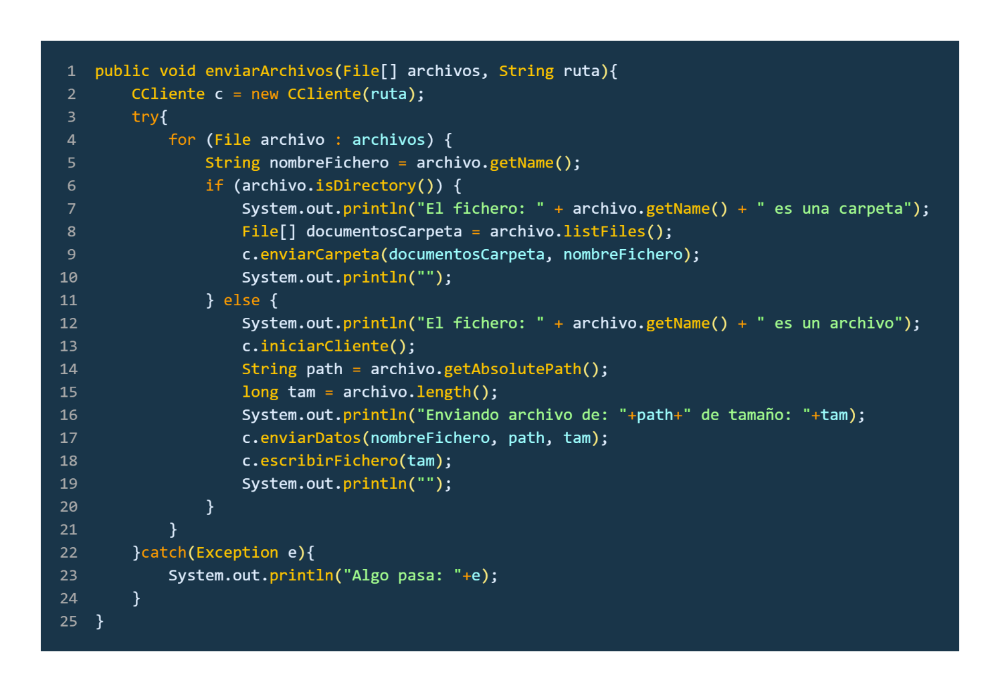 1 public void enviarArchivos(File[] archivos, String ruta){
2     CCliente c = new CCliente(ruta);
3     try{
4         for (File archivo : archivos) {
5             String nombreFichero = archivo.getName();
6             if (archivo.isDirectory()) {
7                 System.out.println("El fichero: " + archivo.getName() + " es una carpeta");
8                 File[] documentosCarpeta = archivo.listFiles();
9                 c.enviarCarpeta(documentosCarpeta, nombreFichero);
10                 System.out.println("");
11             } else {
12                 System.out.println("El fichero: " + archivo.getName() + " es un archivo");
13                 c.iniciarCliente();
14                 String path = archivo.getAbsolutePath();
15                 long tam = archivo.length();
16                 System.out.println("Enviando archivo de: "+path+" de tamaño: "+tam);
17                 c.enviarDatos(nombreFichero, path, tam);
18                 c.escribirFichero(tam);
19                 System.out.println("");
20             }
21         }
22     }catch(Exception e){
23         System.out.println("Algo pasa: "+e);
24     }
25 }